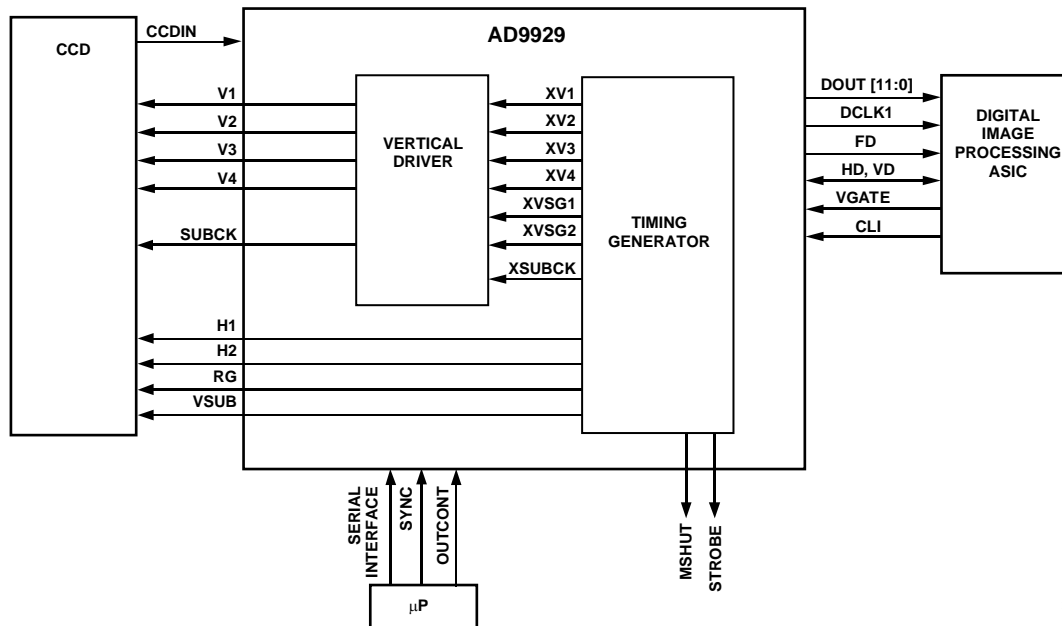 CCD
CCDIN
AD9929
V1
V2
V3
V4
SUBCK
VERTICAL
DRIVER
XV1
XV2
XV3
XV4
XVSG1
XVSG2
XSUBCK
TIMING
GENERATOR
H1
H2
RG
VSUB
DOUT [11:0]
DCLK1
FD
HD, VD
VGATE
CLI
DIGITAL
IMAGE
PROCESSING
ASIC
SERIAL
INTERFACE
SYNC
OUTCONT
MSHUT
STROBE
μP